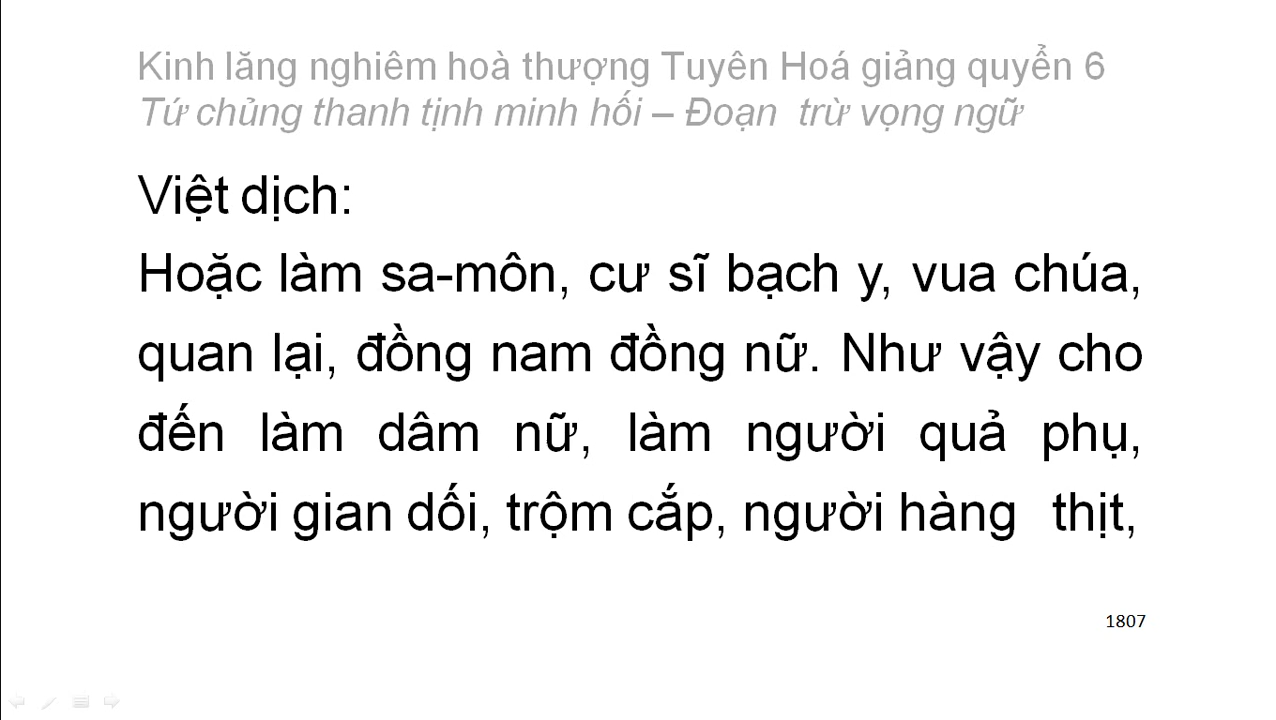 Kinh lăng nghiêm hoà thượng Tuyên Hoá giảng quyển 6
Tứ chủng thanh tịnh minh hối – Đoạn trừ vọng ngữ
Việt dịch:
Hoặc làm sa-môn, cư sĩ bạch y, vua chúa,
quan lại, đồng nam đồng nữ. Như vậy cho
đến làm dâm nữ, làm người quả phụ,
người gian dối, trộm cắp, người hàng thịt,
1807